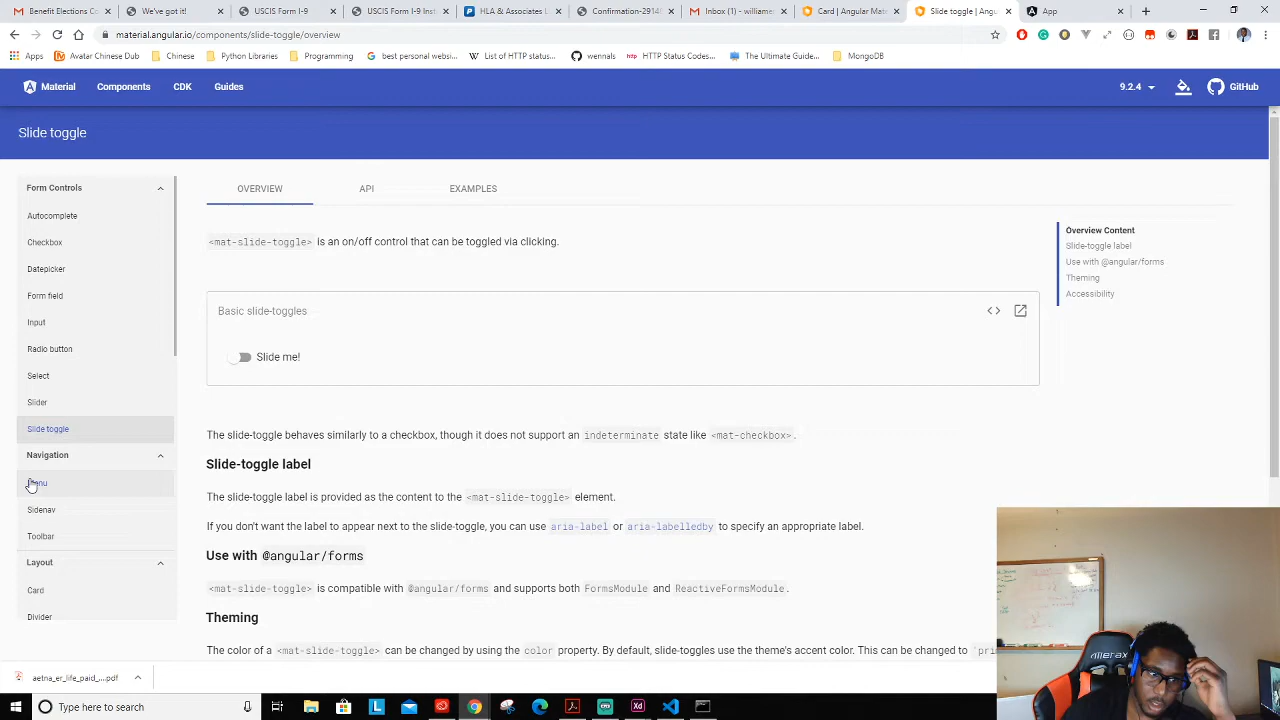 Inbox (8) - williams
We've got it!
USCIS Form I-9
USCIS Form I-9 Inst
HLA & Associates L
Confirmation-2914
Inbox (1) - williams
Card | Angular Mate
Slide toggle | Angu
App
material.angular.io/components/slide-toggle/overview
Apps
Avatar Chinese Dub
Chinese
Python Libraries
Programming
best personal websi...
List of HTTP status...
wennals
HTTP Status Codes...
The Ultimate Guide...
MongoDB
Material
Components
CDK
Guides
9.2.4
GitHub
Slide toggle
Form Controls
Autocomplete
Checkbox
Datepicker
Form field
Input
Radio button
Select
Slider
Slide toggle
Navigation
Menu
Sidenav
Toolbar
Layout
Card
Divider
OVERVIEW
API
EXAMPLES
<mat-slide-toggle> is an on/off control that can be toggled via clicking.
Basic slide-toggles
Slide me!
The slide-toggle behaves similarly to a checkbox, though it does not support an indeterminate state like <mat-checkbox>.
Slide-toggle label
The slide-toggle label is provided as the content to the <mat-slide-toggle> element.
If you don't want the label to appear next to the slide-toggle, you can use aria-label or aria-labelledby to specify an appropriate label.
Use with @angular/forms
<mat-slide-toggle> is compatible with @angular/forms and supports both FormsModule and ReactiveFormsModule.
Theming
The color of a <mat-slide-toggle> can be changed by using the color property. By default, slide-toggles use the theme's accent color. This can be changed to 'pri
Overview Content
Slide-toggle label
Use with @angular/forms
Theming
Accessibility
aetna_er_life_paid_....pdf
Type here to search